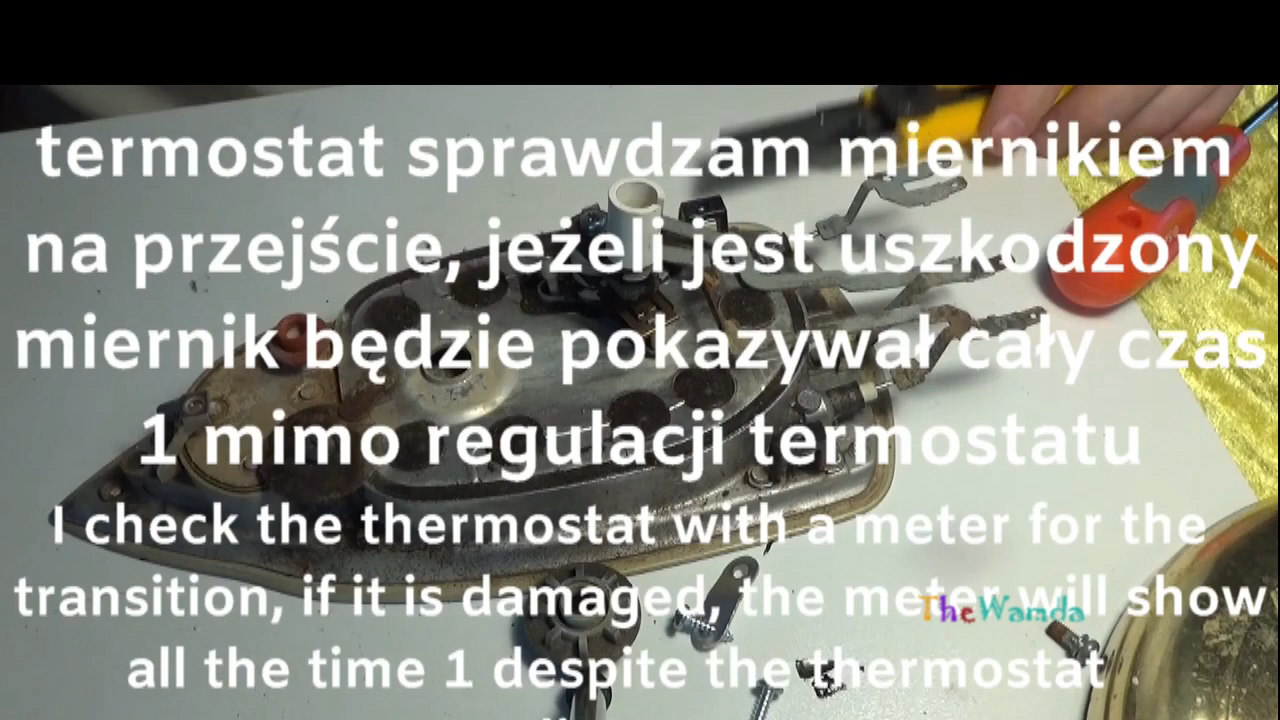 termostat sprawdzam miernikiem
na przejście, jeżeli jest uszkodzony
miernik będzie pokazywał cały czas
1 mimo regulacji termostatu
I check the thermostat with a meter for the
transition, if it is damaged, the meter will show
TheWamda
all the time 1 despite the thermostat